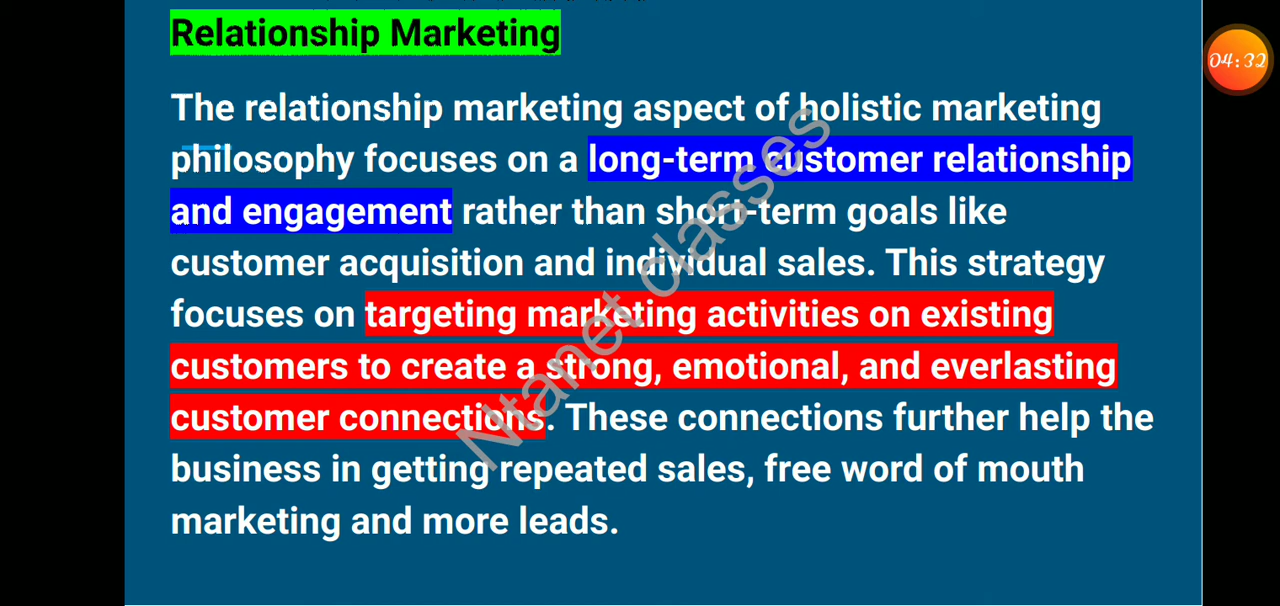 Relationship Marketing
04:32
The relationship marketing aspect of holistic marketing
philosophy focuses on a long-term customer relationship
and engagement rather than short-term goals like
customer acquisition and individual sales. This strategy
focuses on targeting marketing activities on existing
customers to create a strong, emotional, and everlasting
customer connections. These connections further help the
business in getting repeated sales, free word of mouth
marketing and more leads.
Ntanet classes